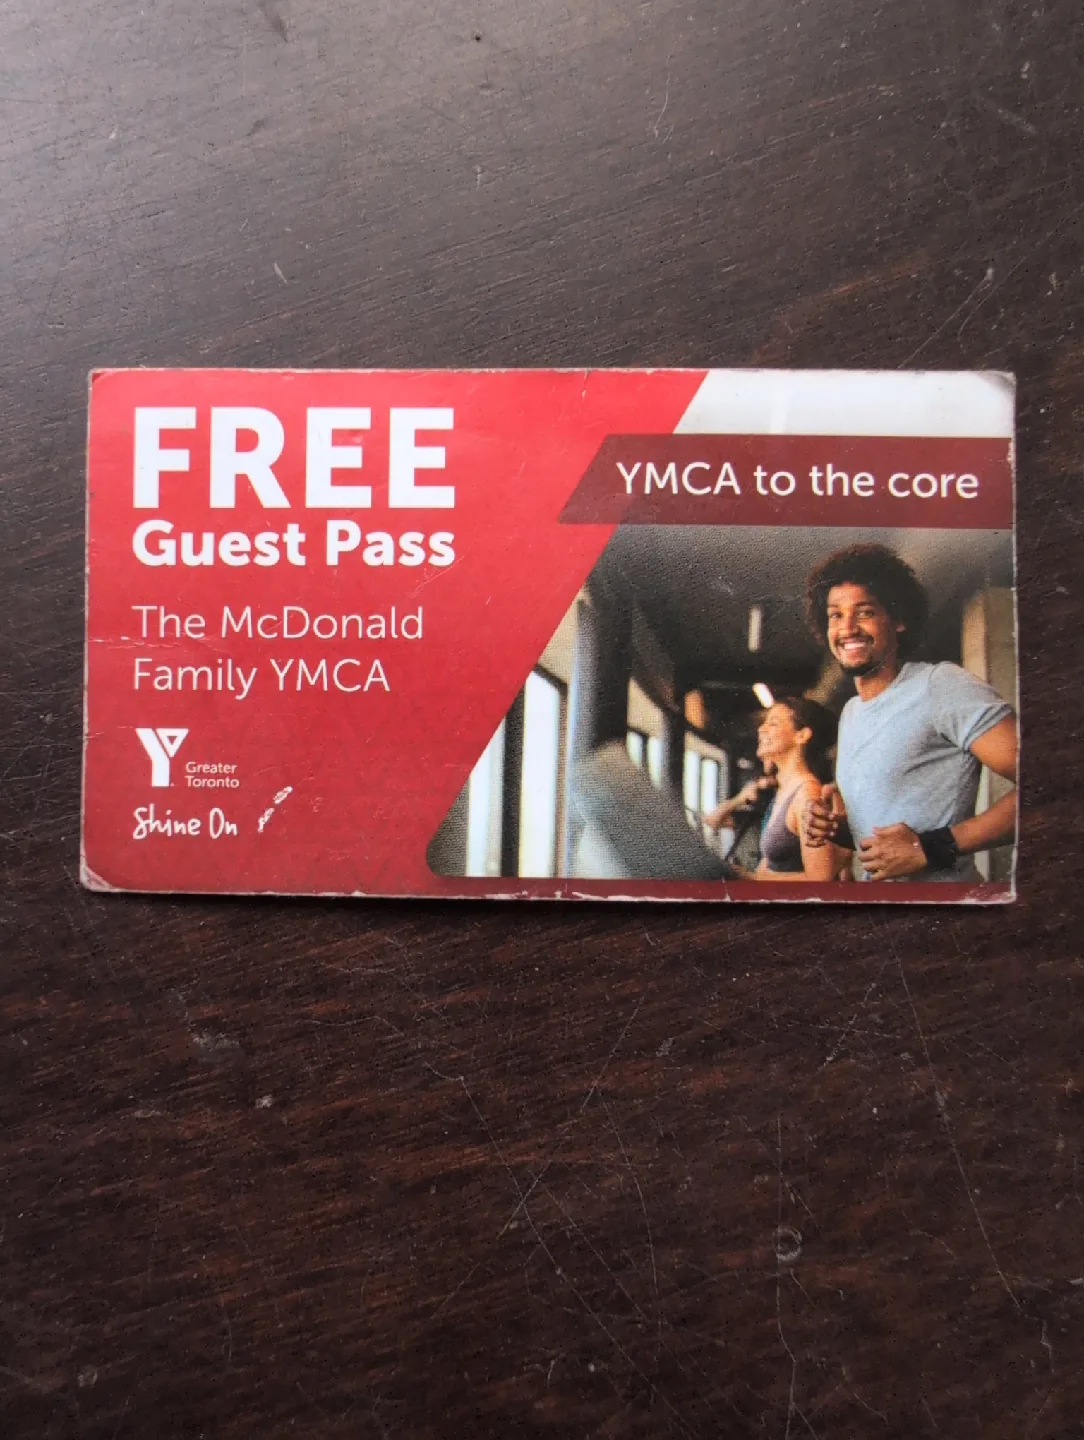 FREE
Guest Pass
The McDonald
Family YMCA
Y
Greater
Toronto
Shine On
YMCA to the core